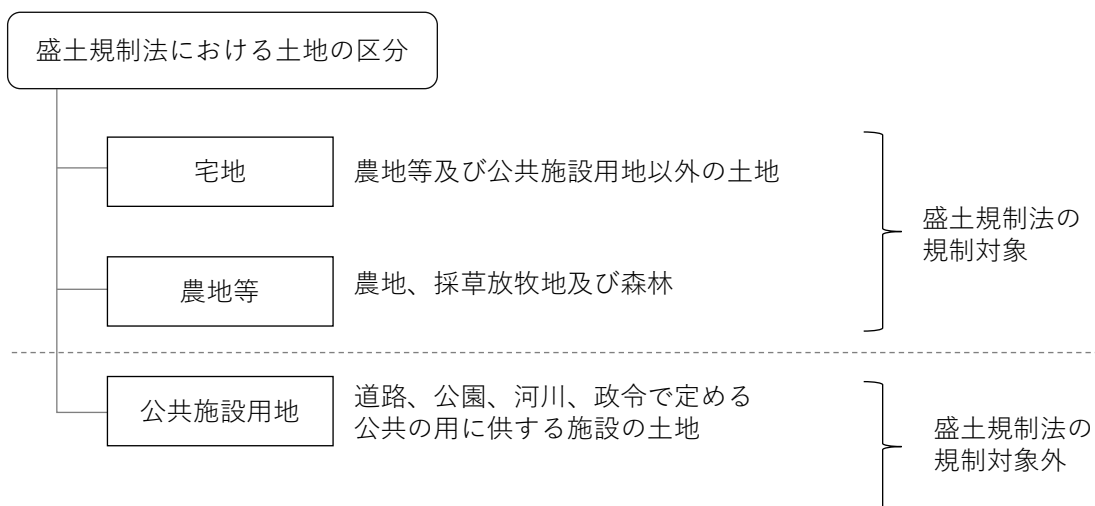 盛土規制法における土地の区分
宅地
農地等及び公共施設用地以外の土地
農地等
農地、採草放牧地及び森林
盛土規制法の
規制対象
公共施設用地
道路、公園、河川、政令で定める
公共の用に供する施設の土地
盛土規制法の
規制対象外